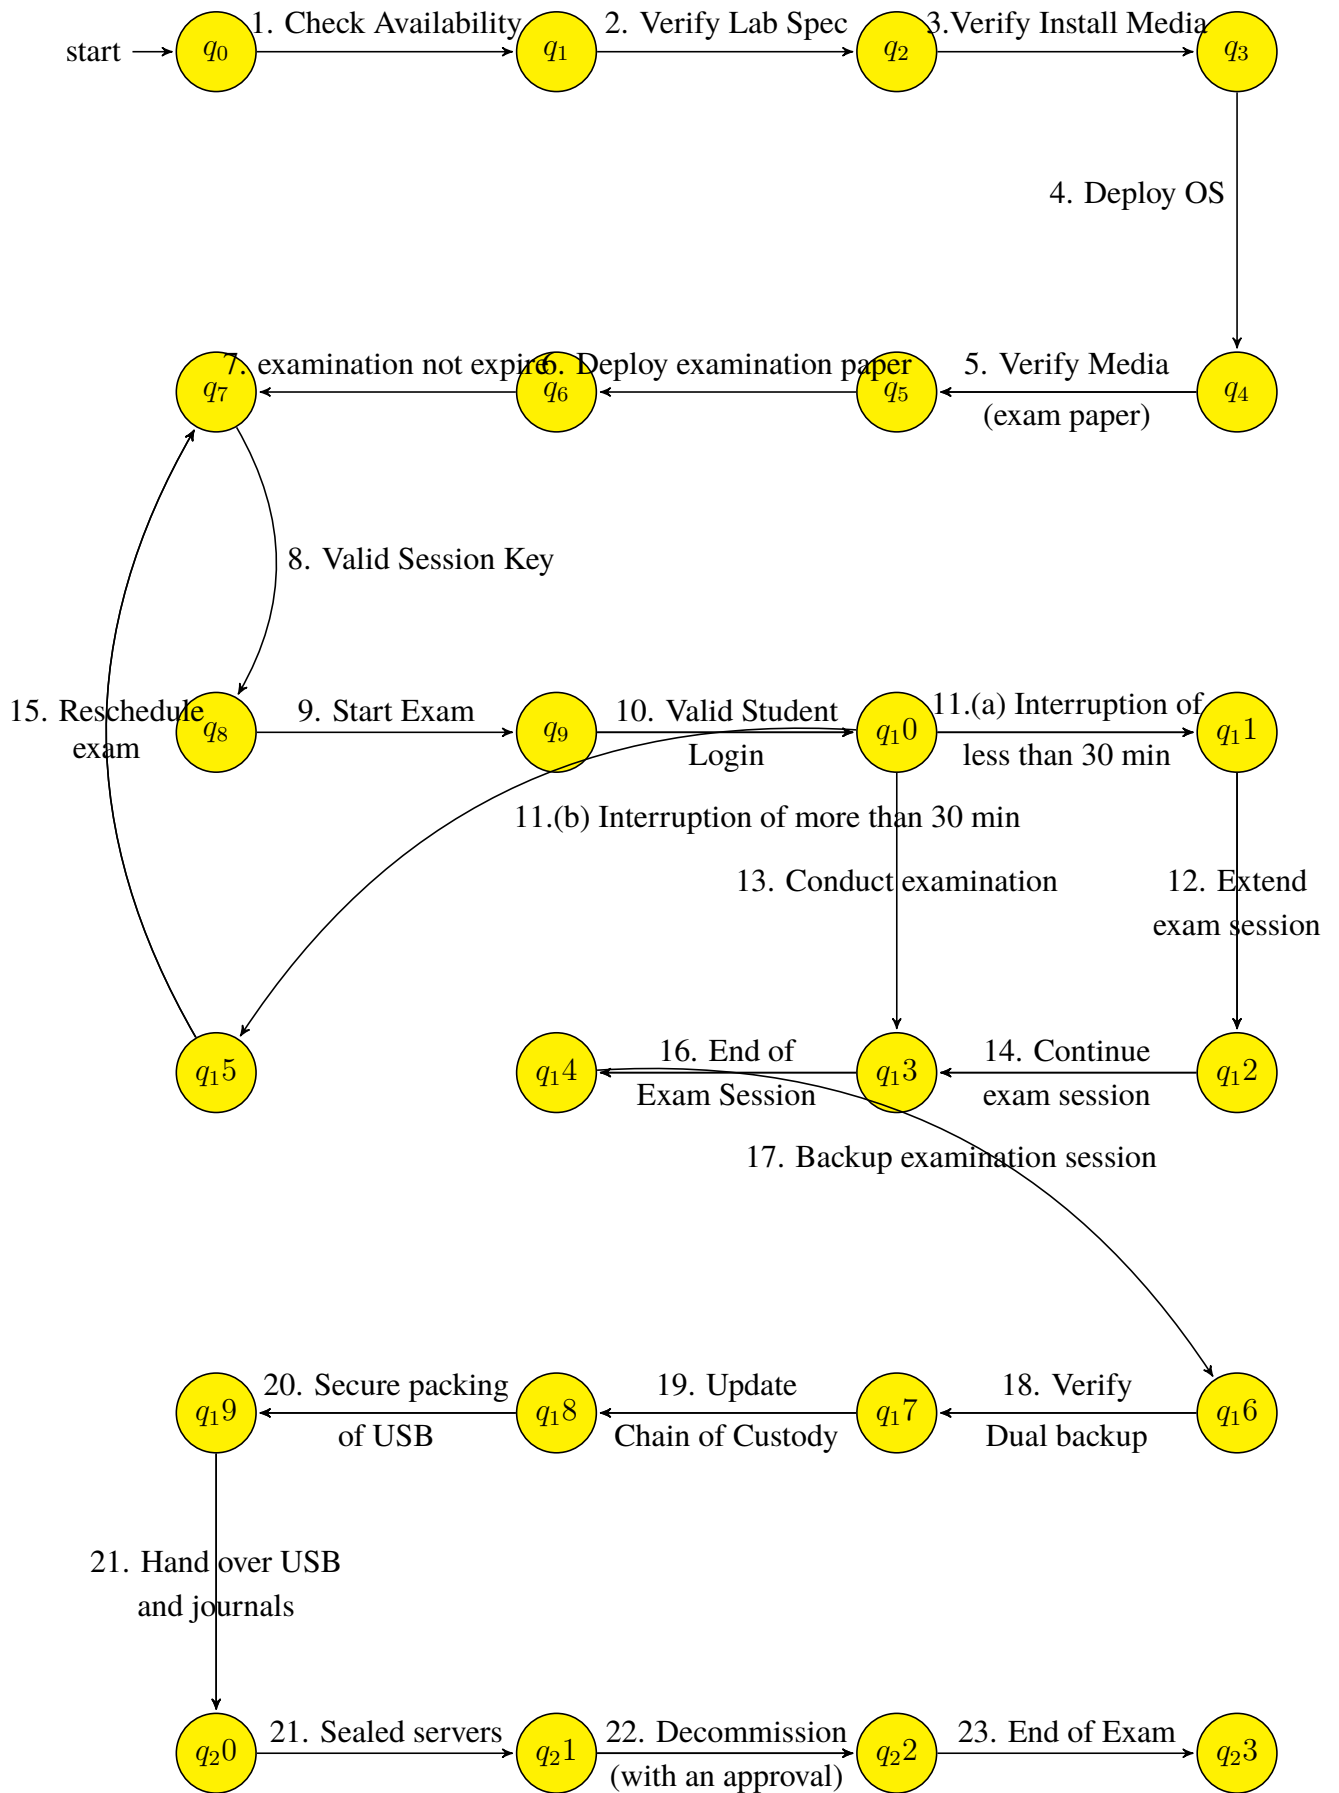 1. Check Availability
2. Verify Lab Spec
3.Verify Install Media
start
q0
q1
q2
q3
4. Deploy OS
7. examination not expire
6. Deploy examination paper
5. Verify Media
(exam paper)
q7
q6
q5
q4
8. Valid Session Key
15. Reschedule
exam
q8
9. Start Exam
q9
10. Valid Student
Login
q10
11.(a) Interruption of
less than 30 min
q11
11.(b) Interruption of more than 30 min
13. Conduct examination
12. Extend
exam session
q15
q14
16. End of
Exam Session
q13
14. Continue
exam session
q12
17. Backup examination session
q19
20. Secure packing
of USB
q18
19. Update
Chain of Custody
q17
18. Verify
Dual backup
q16
21. Hand over USB
and journals
q20
21. Sealed servers
q21
22. Decommission
(with an approval)
q22
23. End of Exam
q23